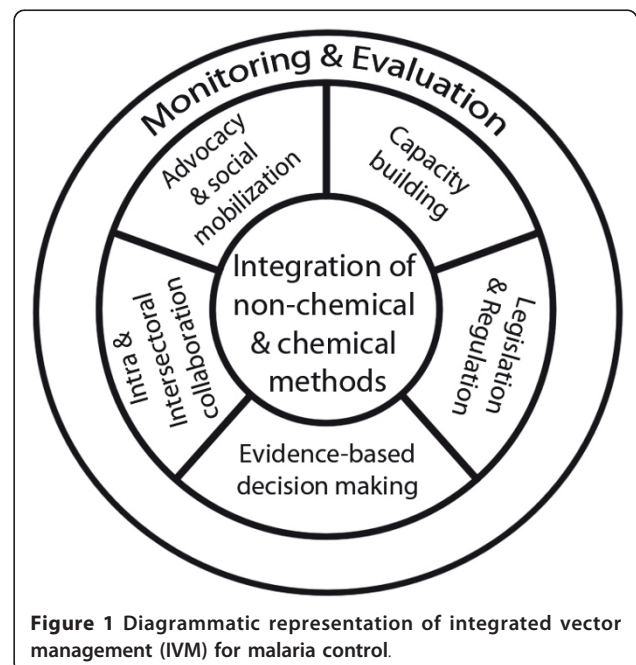 Monitoring & Evaluation
Advocacy
& social
mobilization
Capacity
building
Legislation
& Regulation
Evidence-based
decision making
Intra &
Intersectoral
collaboration
Integration of
non-chemical
& chemical
methods
Figure 1 Diagrammatic representation of integrated vector
management (IVM) for malaria control.